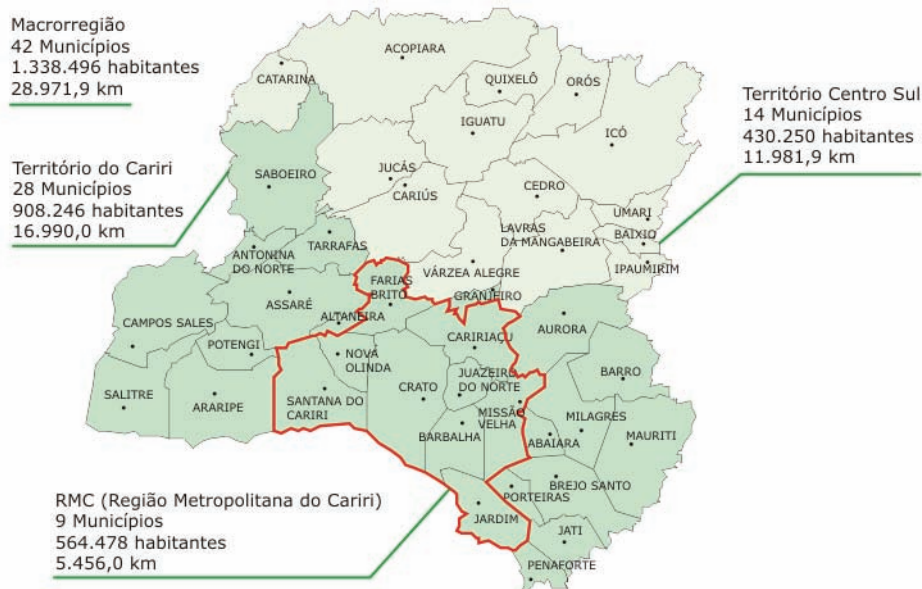 Macrorregião
42 Municípios
1.338.496 habitantes
28.971,9 km
Território do Cariri
28 Municípios
908.246 habitantes
16.990,0 km
Território Centro Sul
14 Municípios
430.250 habitantes
11.981,9 km
RMC (Região Metropolitana do Cariri)
9 Municípios
564.478 habitantes
5.456,0 km
ACOPIARA
CATARINA
QUIXELÔ
ORÓS
IGUATU
ICÓ
SABOEIRO
JUCÁS
CARIÚS
CEDRO
UMARI
BAIXIO
IPAUMIRIM
LAVRAS
DA MANGABEIRA
TARRAFAS
ANTONINA
DO NORTE
VÁRZEA ALEGRE
GRANJEIRO
FARIAS
BRITO
ASSARÉ
ALTANEIRA
CAMPOS SALES
POTENGI
CARIRIAÇU
AURORA
NOVA
OLINDA
JUAZEIRO
DO NORTE
BARRO
SALITRE
ARARIPE
SANTANA DO
CARIRI
CRATO
MISSÃO
VELHA
MILAGRES
BARBALHA
ABAIARA
MAURITI
BREJO SANTO
PORTEIRAS
JARDIM
JATI
PENAFORTE